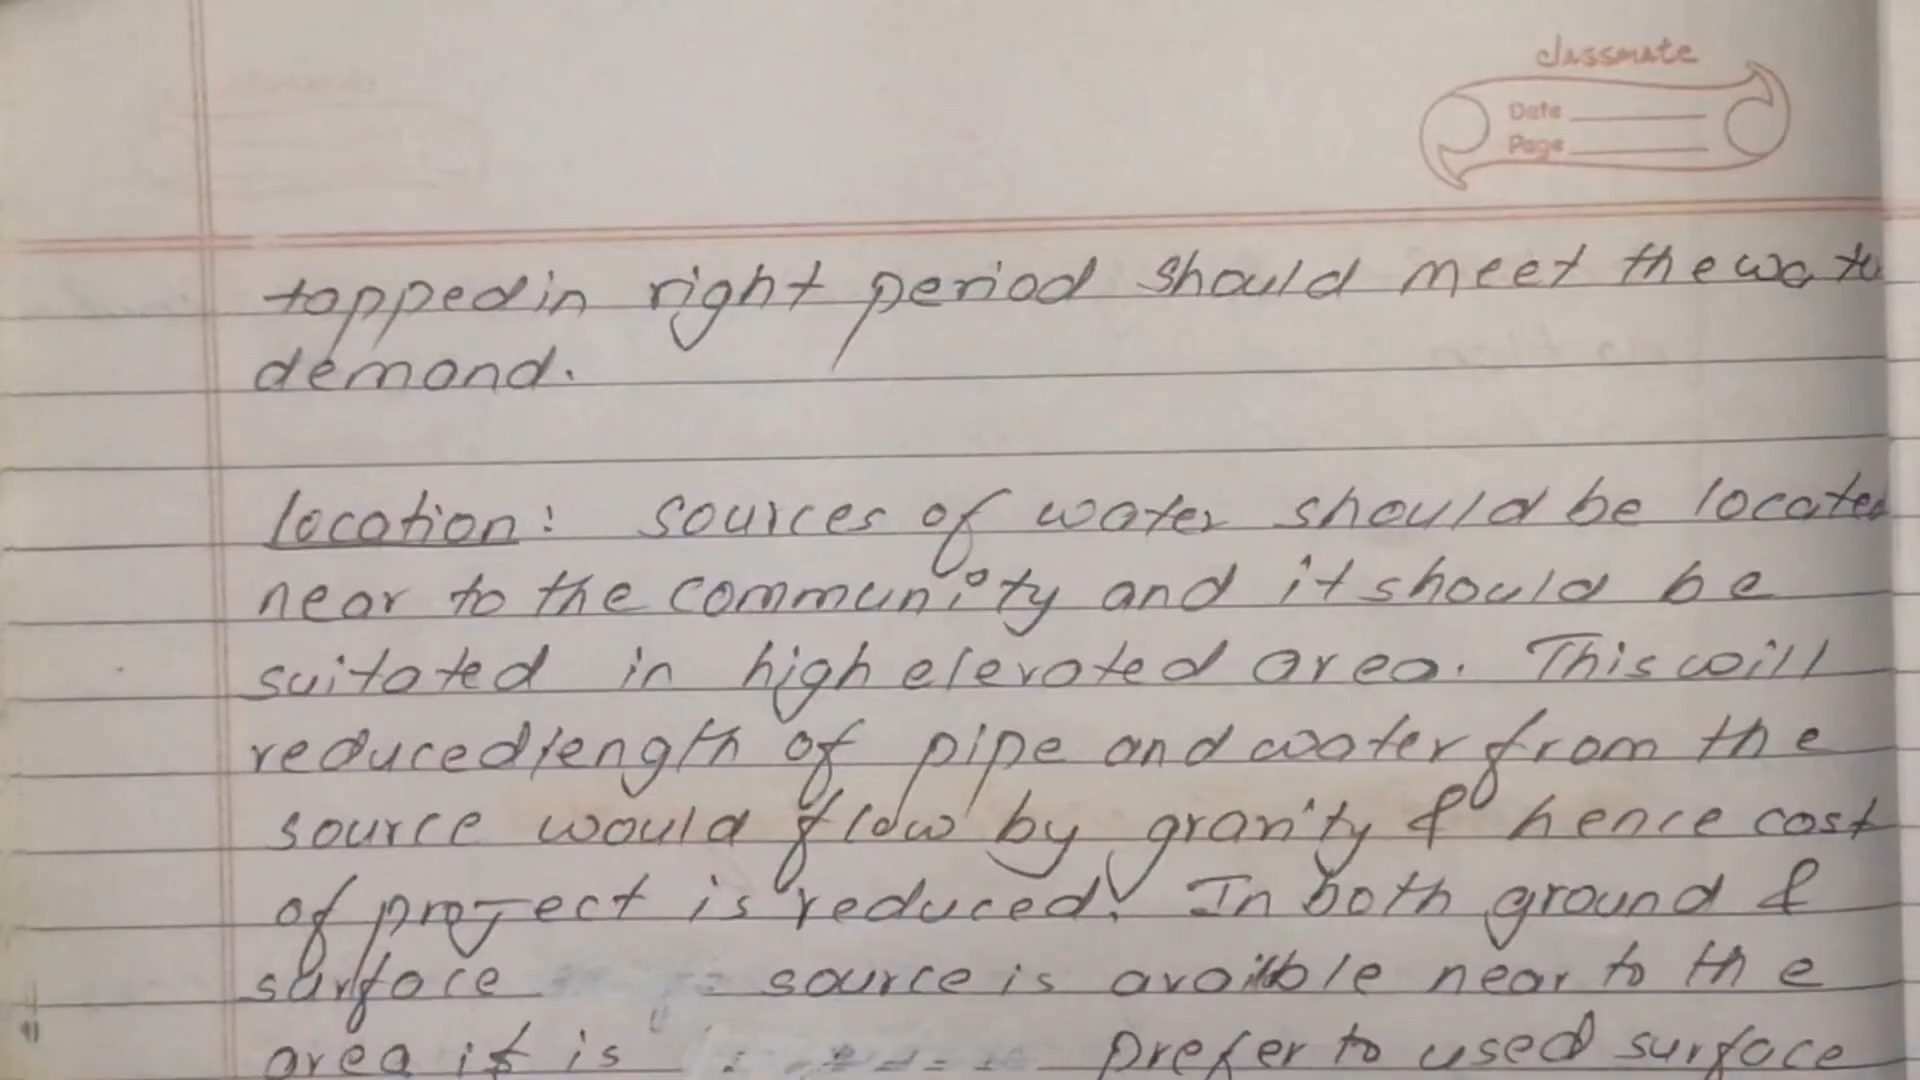 classmate
Date
Page
tapped in right period should meet the wate
demand.
location: sources of water should be located
near to the community and it should be
suitated in high elevated area. This will
reduced length of pipe and water from the
source would flow by gravity & hence cost
of project is reduced. In both ground &
surface source is availble near to the
area it is prefer to used surface